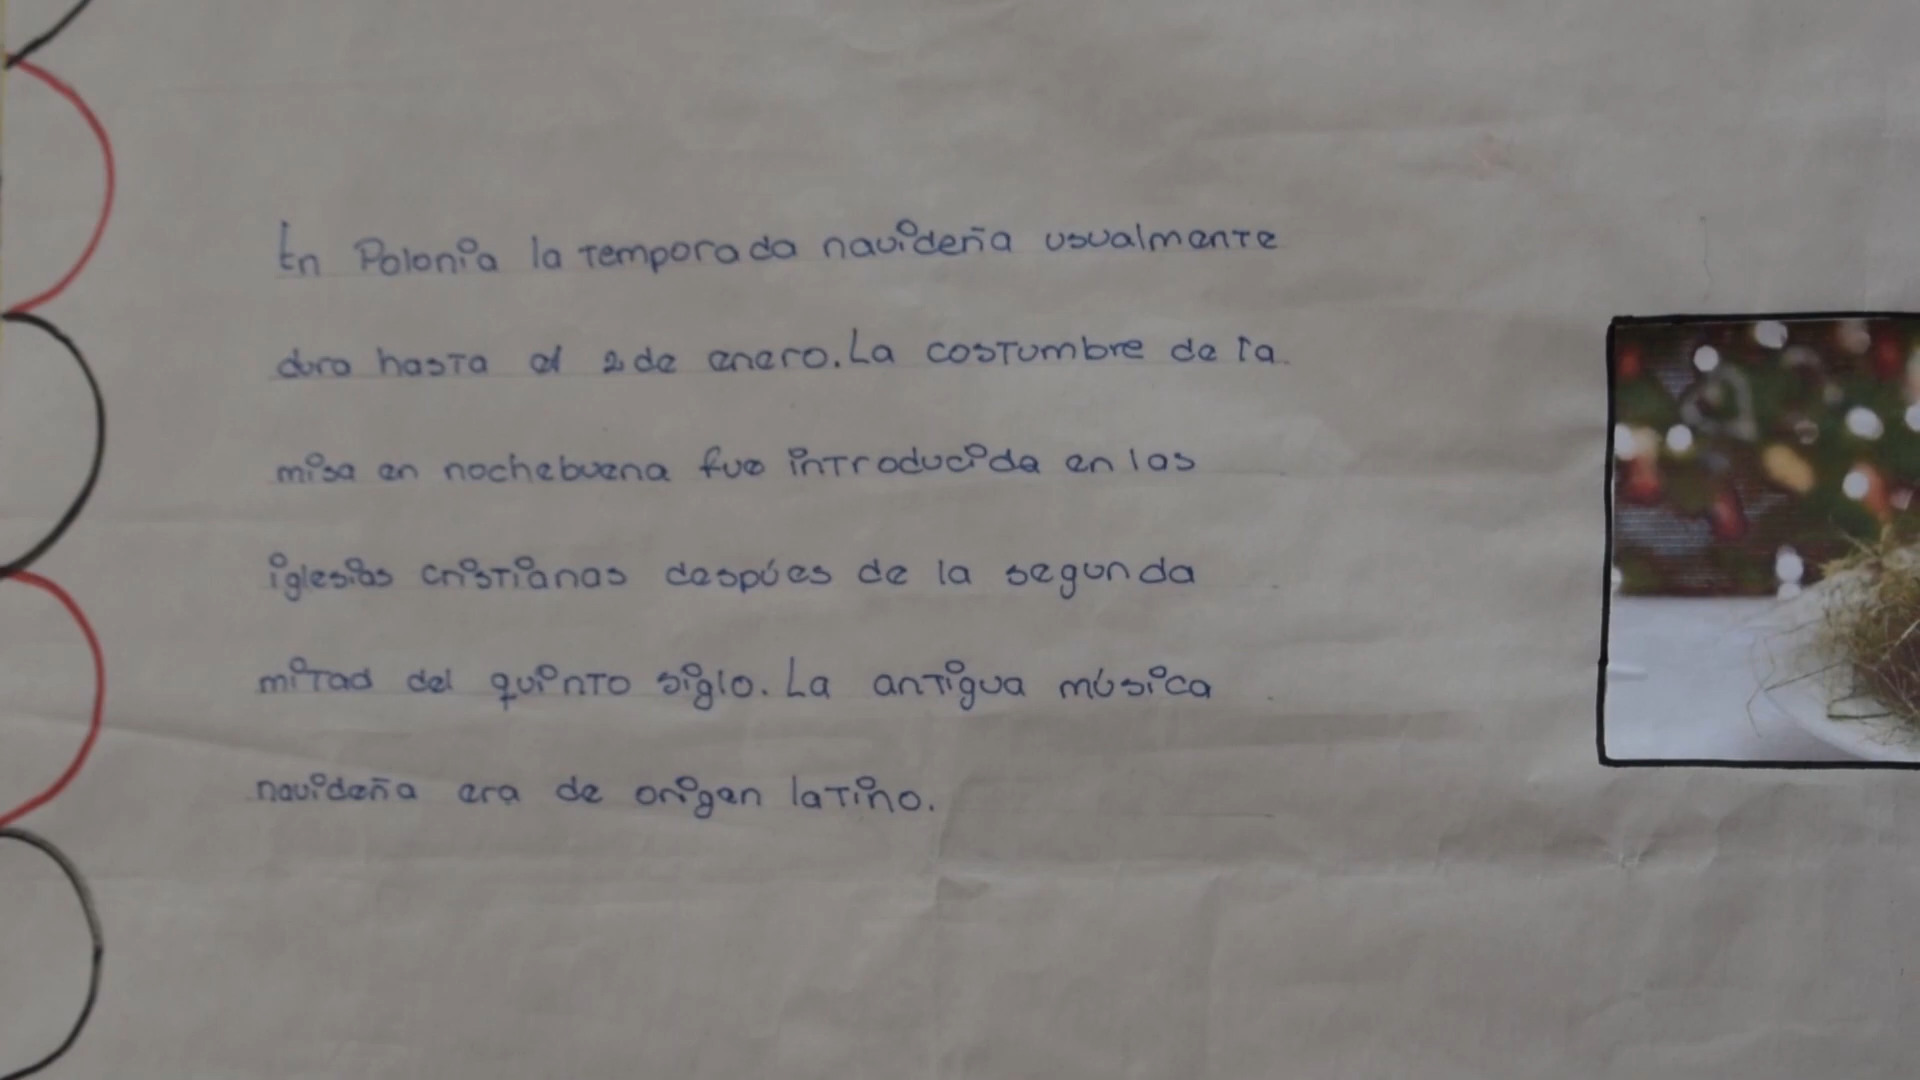 En Polonia la temporada navideña usualmente
dura hasta el 2 de enero. La costumbre de la
misa en nochebuena fue introducida en las
iglesias cristianas despúes de la segunda
mitad del quinto siglo. La antigua música
navideña era de origen latino.